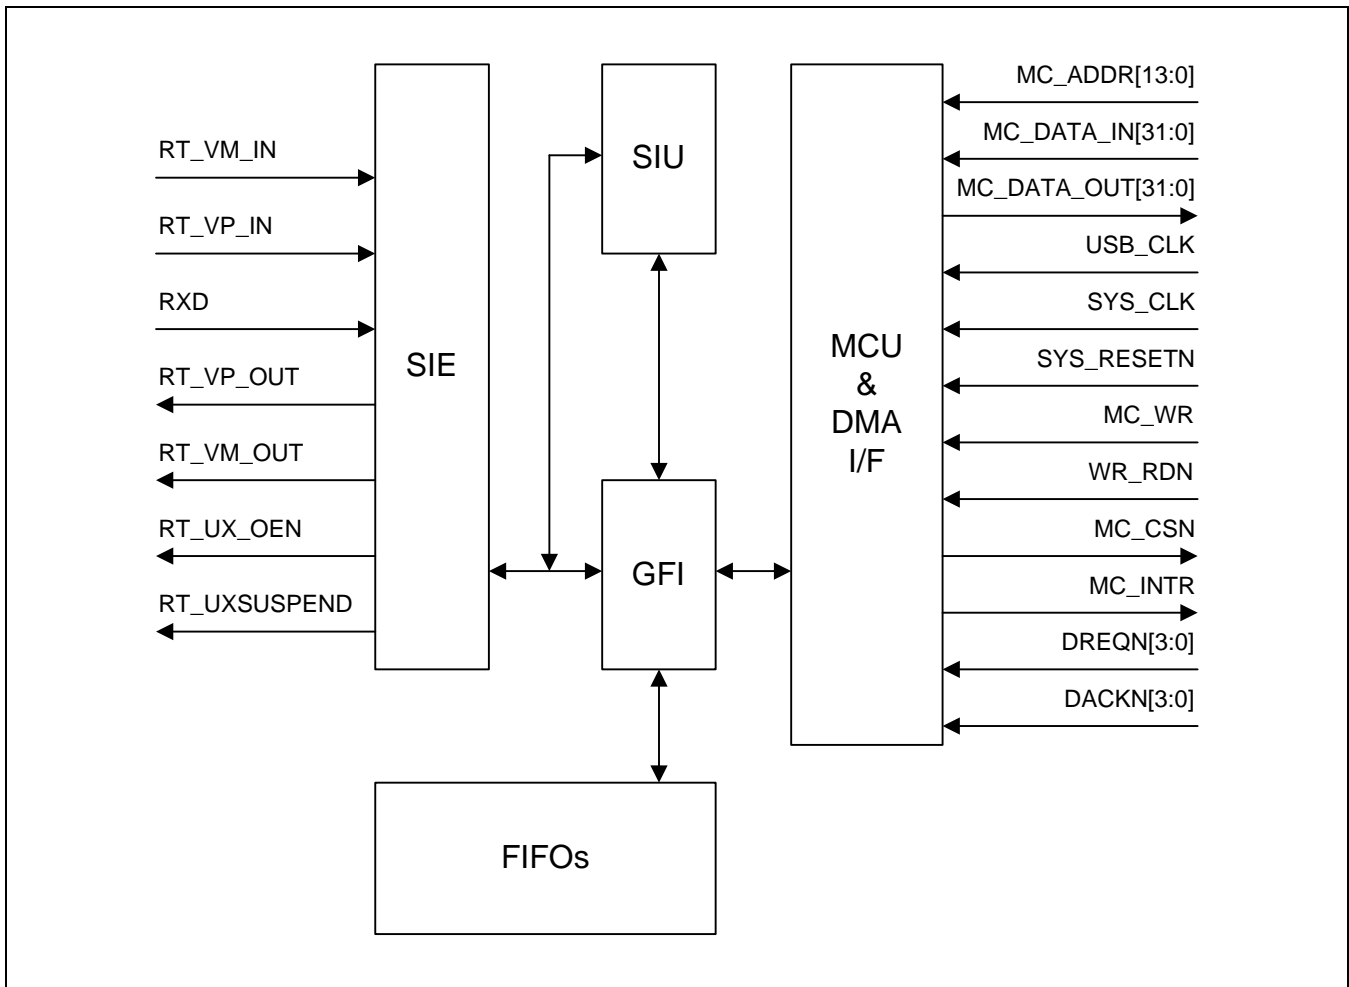 RT_VM_IN
RT_VP_IN
RXD
RT_VP_OUT
RT_VM_OUT
RT_UX_OEN
RT_UXSUSPEND
SIE
SIU
GFI
FIFOs
MCU
&
DMA
I/F
MC_ADDR[13:0]
MC_DATA_IN[31:0]
MC_DATA_OUT[31:0]
USB_CLK
SYS_CLK
SYS_RESETN
MC_WR
WR_RDN
MC_CSN
MC_INTR
DREQN[3:0]
DACKN[3:0]